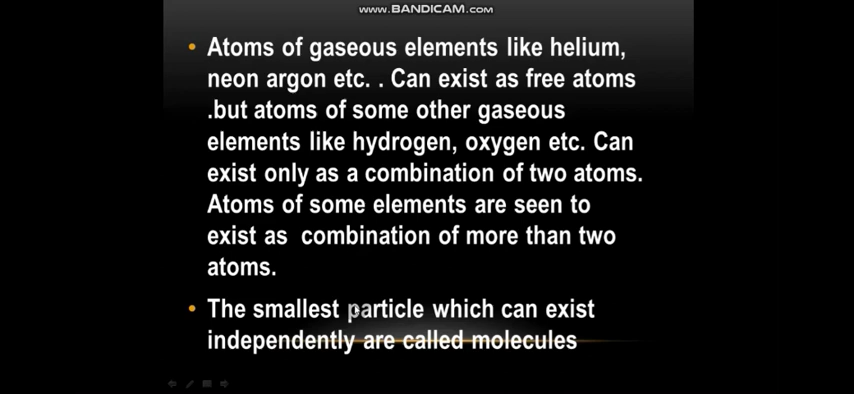 www.BANDICAM.com
• Atoms of gaseous elements like helium,
neon argon etc. . Can exist as free atoms
.but atoms of some other gaseous
elements like hydrogen, oxygen etc. Can
exist only as a combination of two atoms.
Atoms of some elements are seen to
exist as combination of more than two
atoms.
• The smallest particle which can exist
independently are called molecules